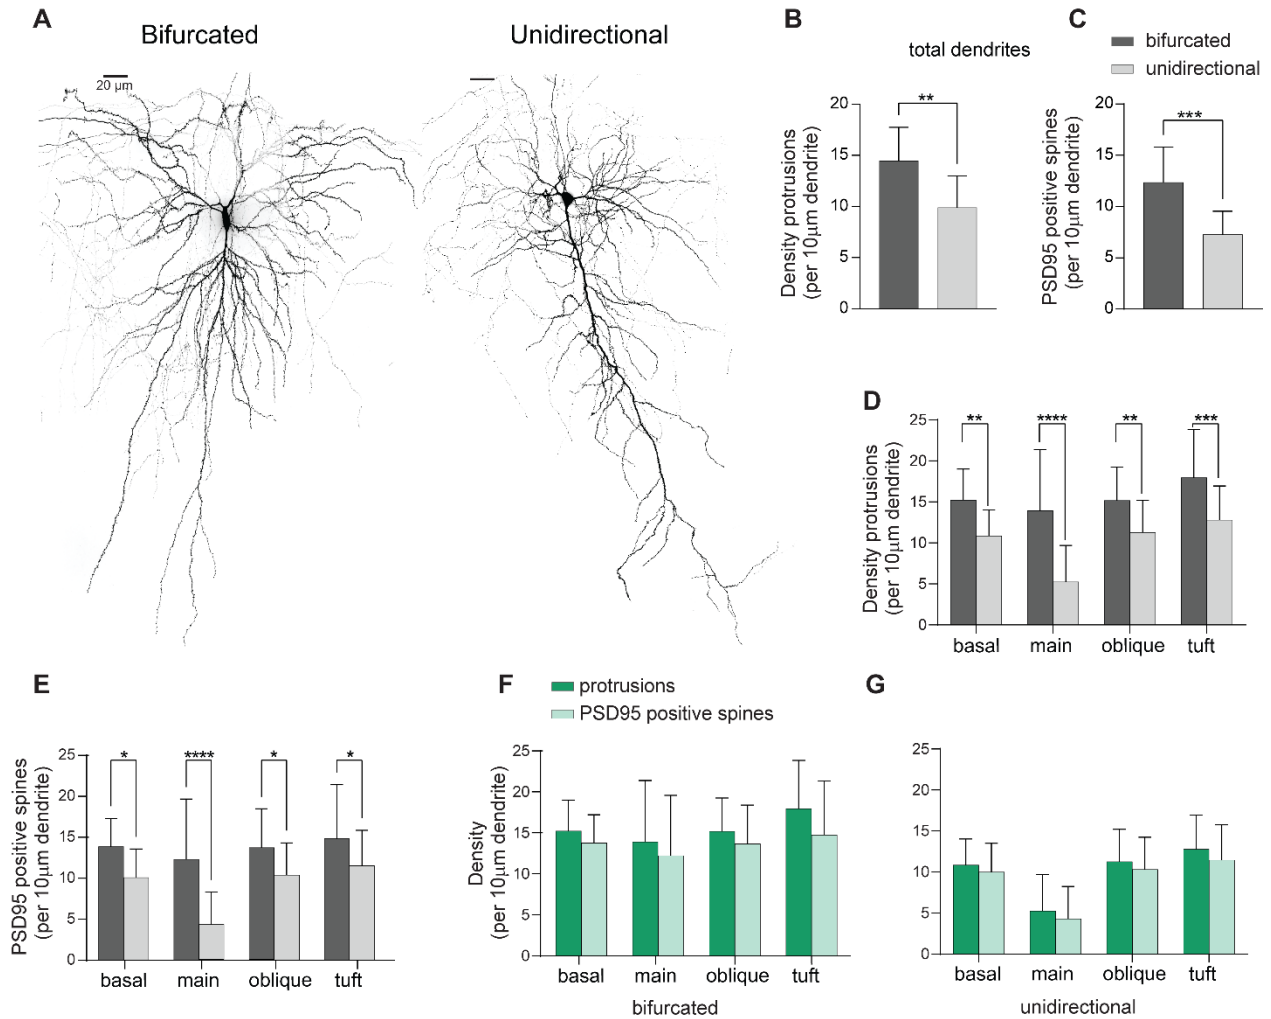 A
Bifurcated
Unidirectional
20 µm
B
total dendrites
Density protrusions
(per 10µm dendrite)
20
15
10
5
0
**
C
bifurcated
unidirectional
PSD95 positive spines
(per 10µm dendrite)
20
15
10
5
0
***
D
Density protrusions
(per 10µm dendrite)
25
20
15
10
5
0
** **** ** ***
basal main oblique tuft
E
PSD95 positive spines
(per 10µm dendrite)
25
20
15
10
5
0
* **** * *
basal main oblique tuft
F
protrusions
PSD95 positive spines
Density
(per 10µm dendrite)
25
20
15
10
5
0
basal main oblique tuft
bifurcated
G
25
20
15
10
5
0
basal main oblique tuft
unidirectional